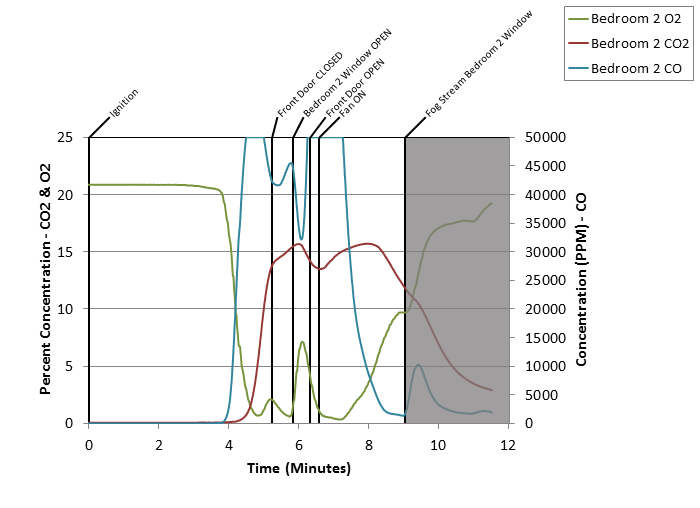 Bedroom 2 O2
Bedroom 2 CO2
Bedroom 2 CO
Ignition
Front Door CLOSED
Bedroom 2 Window OPEN
Front Door OPEN
Fan ON
Fog Stream Bedroom 2 Window
Percent Concentration - CO2 & O2
25
20
15
10
5
0
50000
45000
40000
35000
30000
25000
20000
15000
10000
5000
0
Concentration (PPM) - CO
0 2 4 6 8 10 12
Time (Minutes)